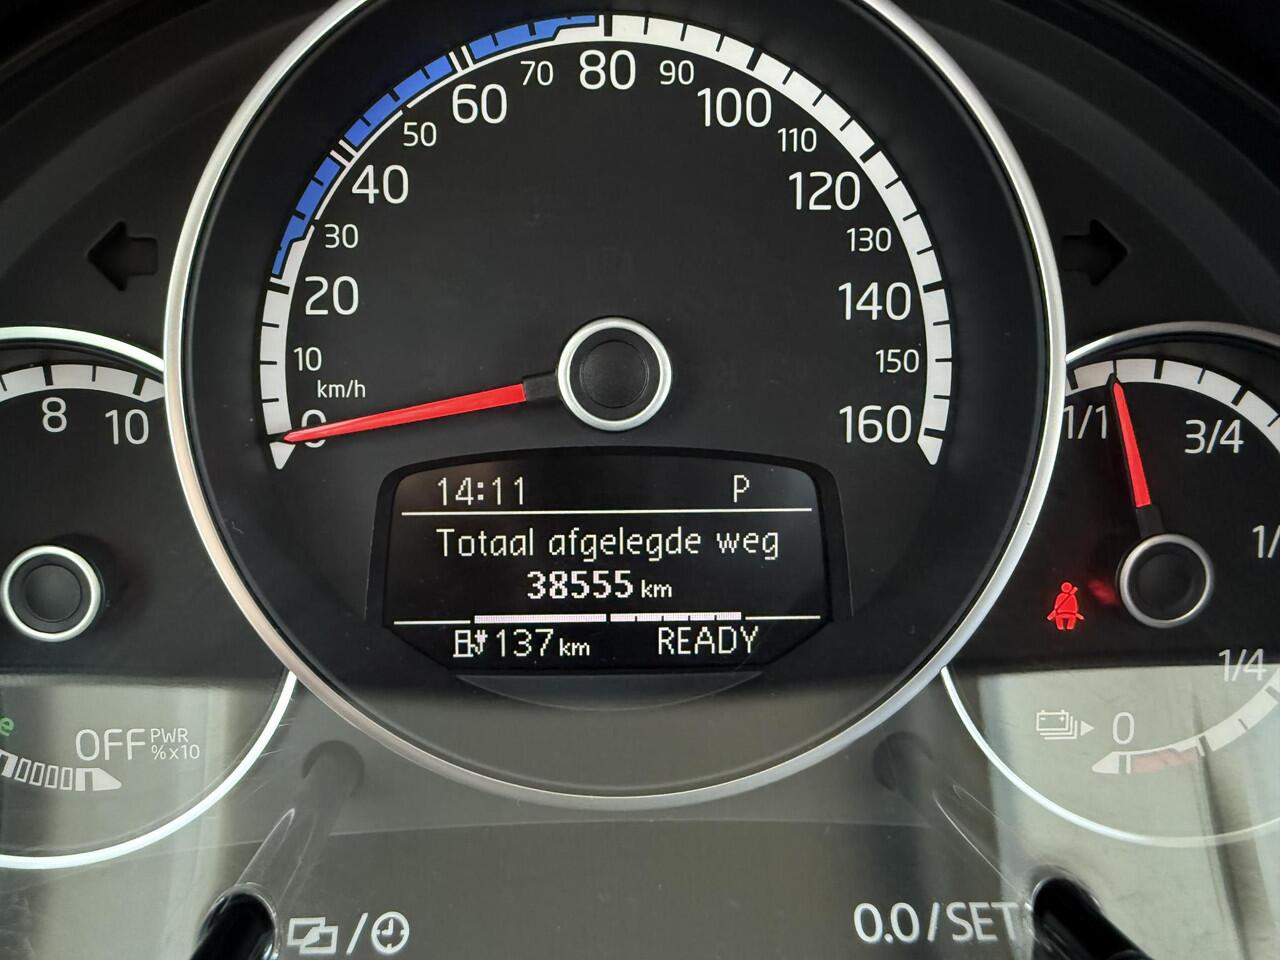 70 80 90
60 100
50 110
40 120
30 130
20 140
10 150
km/h
0 160
8 10
1/1 3/4
14:11 P
Totaal afgelegde weg
38555 km
137 km READY
1/4
OFF PWR
%x10
0
0.0/SET